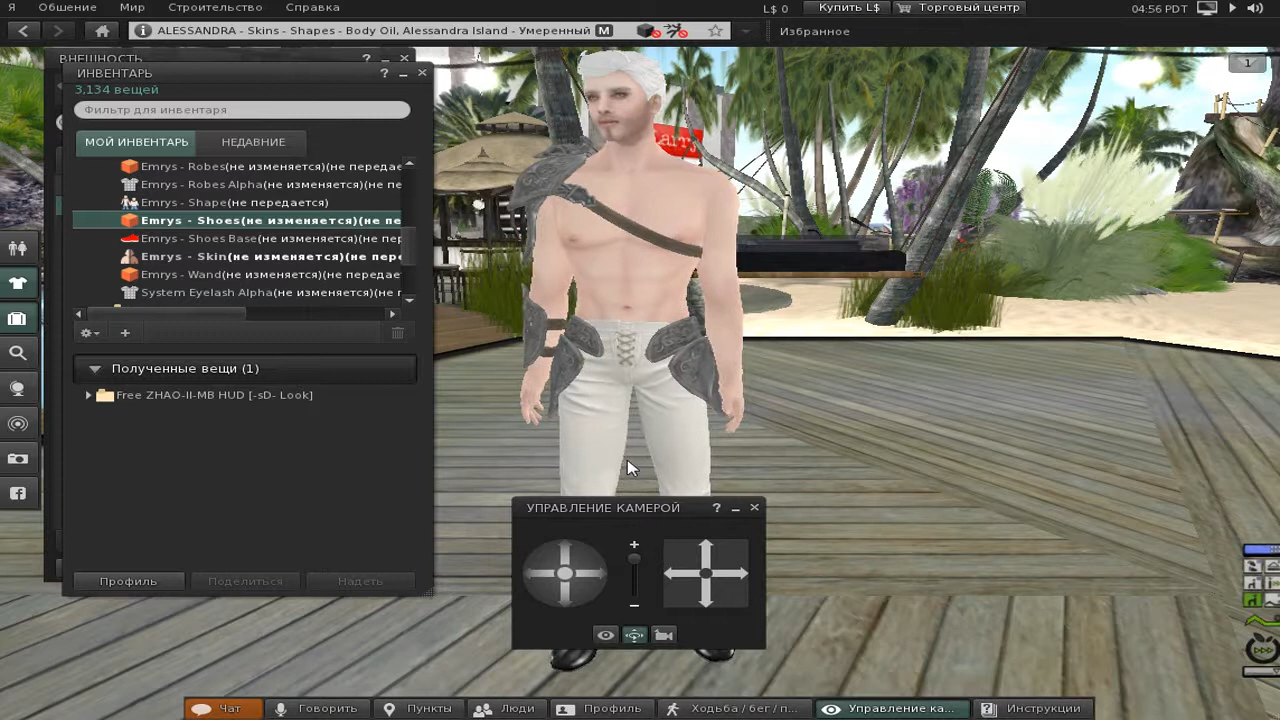 Я Общение Мир Строительство Справка L$ 0 Купить L$ Торговый центр 04:56 PDT
ALESSANDRA - Skins - Shapes - Body Oil, Alessandra Island - Умеренный M Избранное
ВНЕШНОСТЬ ?
1
ИНВЕНТАРЬ ?
3,134 вещей
Фильтр для инвентаря
МОЙ ИНВЕНТАРЬ НЕДАВНИЕ
Emrys - Robes(не изменяется)(не передае
Emrys - Robes Alpha(не изменяется)(не пе
Emrys - Shape(не передается)
Emrys - Shoes(не изменяется)(не пе
Emrys - Shoes Base(не изменяется)(не пер
Emrys - Skin(не изменяется)(не пере
Emrys - Wand(не изменяется)(не передае
System Eyelash Alpha(не изменяется)(не г
Полученные вещи (1)
Free ZHAO-II-MB HUD [-sD- Look]
Профиль Поделиться Надеть
УПРАВЛЕНИЕ КАМЕРОЙ ?
Чат Говорить Пункты Люди Профиль Ходьба / бег / п... Управление ка... Инструкции